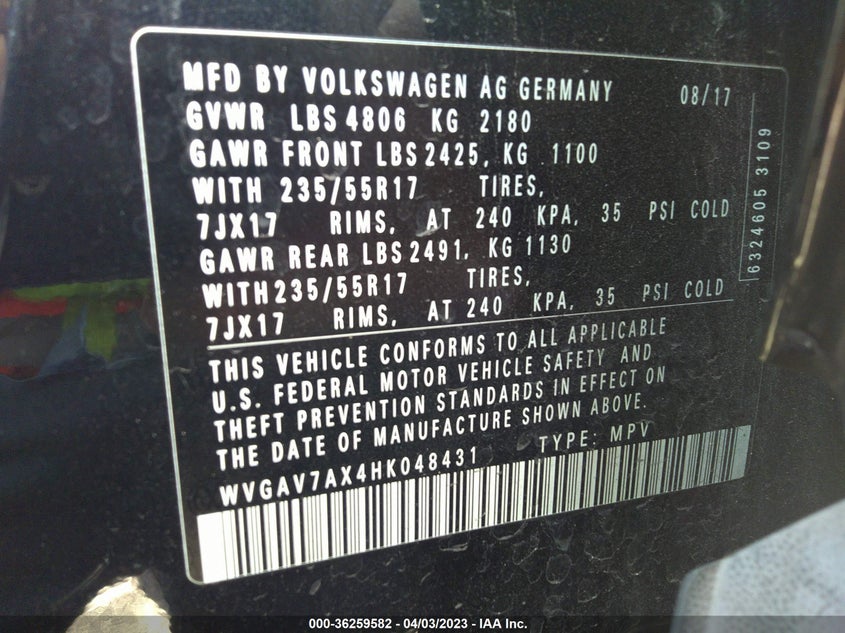 MFD BY VOLKSWAGEN AG GERMANY 08/17
GVWR LBS 4806 KG 2180
GAWR FRONT LBS 2425, KG 1100
WITH 235/55R17 TIRES,
7JX17 RIMS, AT 240 KPA, 35 PSI COLD
GAWR REAR LBS 2491, KG 1130
WITH 235/55R17 TIRES,
7JX17 RIMS, AT 240 KPA, 35 PSI COLD
6324605 3109
THIS VEHICLE CONFORMS TO ALL APPLICABLE
U.S. FEDERAL MOTOR VEHICLE SAFETY AND
THEFT PREVENTION STANDARDS IN EFFECT ON
THE DATE OF MANUFACTURE SHOWN ABOVE.
WVGAV7AX4HK048431 TYPE: MPV
000-36259582 - 04/03/2023 - IAA Inc.